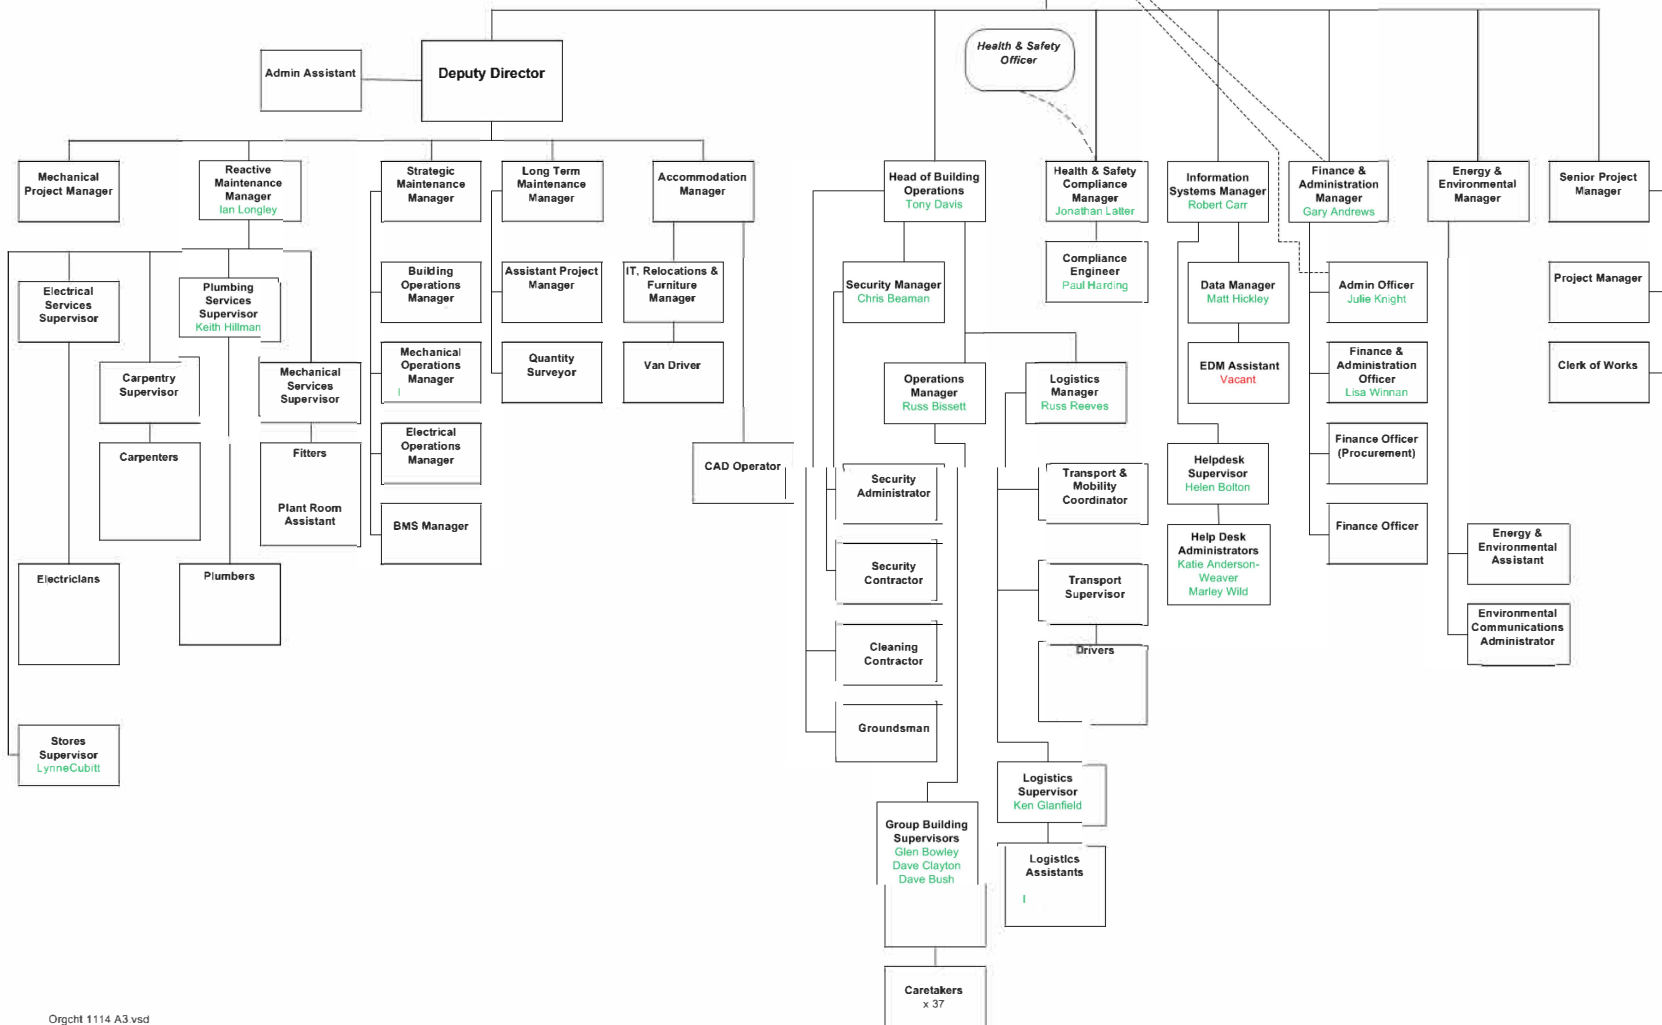 Health & Safety
Officer
Admin Assistant
Deputy Director
Mechanical
Project Manager
Reactive
Maintenance
Manager
Ian Longley
Strategic
Maintenance
Manager
Long Term
Maintenance
Manager
Accommodation
Manager
Head of Building
Operations
Tony Davis
Health & Safety
Compliance
Manager
Jonathan Latter
Information
Systems Manager
Robert Carr
Finance &
Administration
Manager
Gary Andrews
Energy &
Environmental
Manager
Senior Project
Manager
Electrical
Services
Supervisor
Plumbing
Services
Supervisor
Keith Hillman
Building
Operations
Manager
Assistant Project
Manager
IT, Relocations &
Furniture
Manager
Security Manager
Chris Beaman
Compliance
Engineer
Paul Harding
Data Manager
Matt Hickley
Admin Officer
Julie Knight
Project Manager
Carpentry
Supervisor
Mechanical
Services
Supervisor
Mechanical
Operations
Manager
Quantity
Surveyor
Van Driver
Operations
Manager
Russ Bissett
Logistics
Manager
Russ Reeves
EDM Assistant
Vacant
Finance &
Administration
Officer
Lisa Winnan
Clerk of Works
Carpenters
Fitters
Plant Room
Assistant
Electrical
Operations
Manager
BMS Manager
CAD Operator
Security
Administrator
Transport &
Mobility
Coordinator
Helpdesk
Supervisor
Helen Bolton
Finance Officer
(Procurement)
Finance Officer
Help Desk
Administrators
Katie Anderson-
Weaver
Marley Wild
Energy &
Environmental
Assistant
Electricians
Plumbers
Security
Contractor
Transport
Supervisor
Environmental
Communications
Administrator
Cleaning
Contractor
Drivers
Groundsman
Stores
Supervisor
LynneCubitt
Logistics
Supervisor
Ken Glanfield
Group Building
Supervisors
Glen Bowley
Dave Clayton
Dave Bush
Logistics
Assistants
Caretakers
x 37
Orgcht 1114 A3.vsd